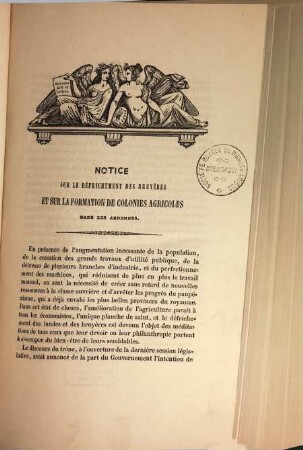 NOTICE
SUR LE DÉFRICHEMENT DES BRUYÈRES
ET SUR LA FORMATION DE COLONIES AGRICOLES
DANS LES ARDENNES.
En présence de l'augmentation incessante de la population,
de la cessation des grands travaux d'utilité publique, de la
détresse de plusieurs branches d'industrie, et du perfectionne-
ment des machines, qui réduisent de plus en plus le travail
manuel, on sent la nécessité de créer sans retard de nouvelles
ressources à la classe ouvrière et d'arrêter les progrès du paupé-
risme, qui a déjà envahi les plus belles provinces du royaume.
Dans cet état de choses, l'amélioration de l'agriculture paraît à
tous les économistes, l'unique planche de salut, et le défriche-
ment des landes et des bruyères est devenu l'objet des médita-
tions de tous ceux que leur devoir ou leur philanthropie portent
à s'occuper du bien-être de leurs semblables.
Le discours du trône, à l'ouverture de la dernière session légis-
lative, avait annoncé de la part du Gouvernement l'intention de